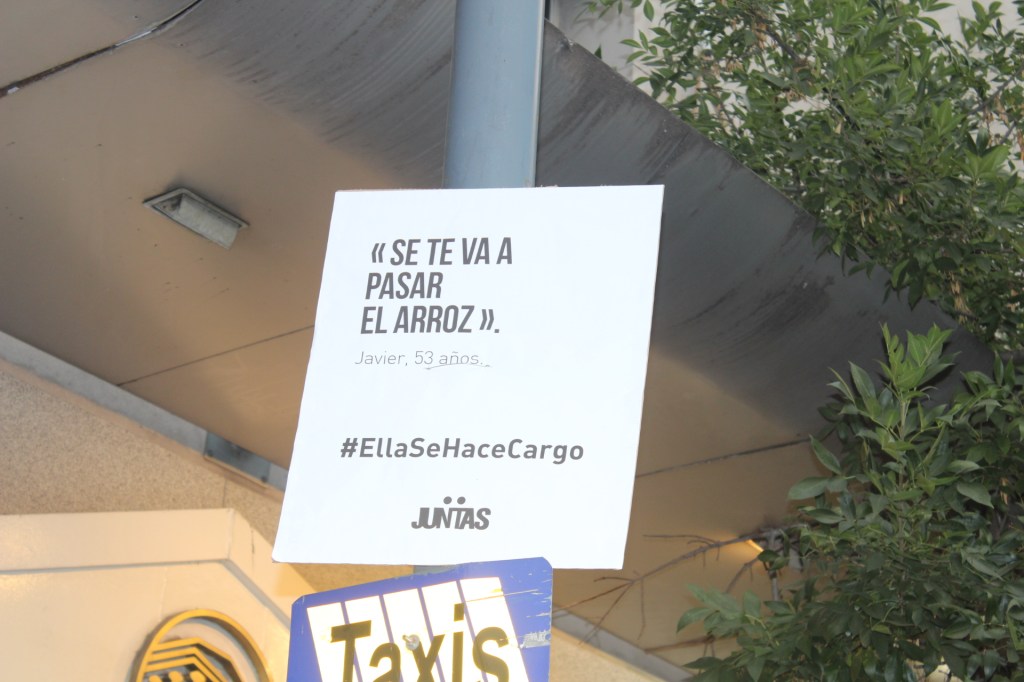 « SE TE VA A
PASAR
EL ARROZ ».
Javier, 53 años.
#EllaSeHaceCargo
JUNTAS
Taxis